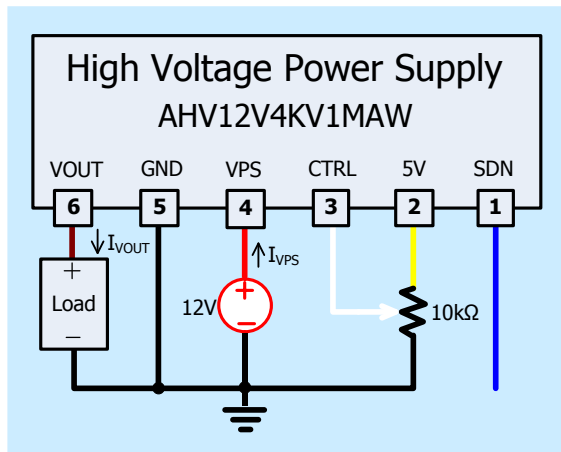 High Voltage Power Supply
AHV12V4KV1MAW
VOUT GND VPS CTRL 5V SDN
6 5 4 3 2 1
IVOUT IVPS
+ Load − 12V + − 10kΩ